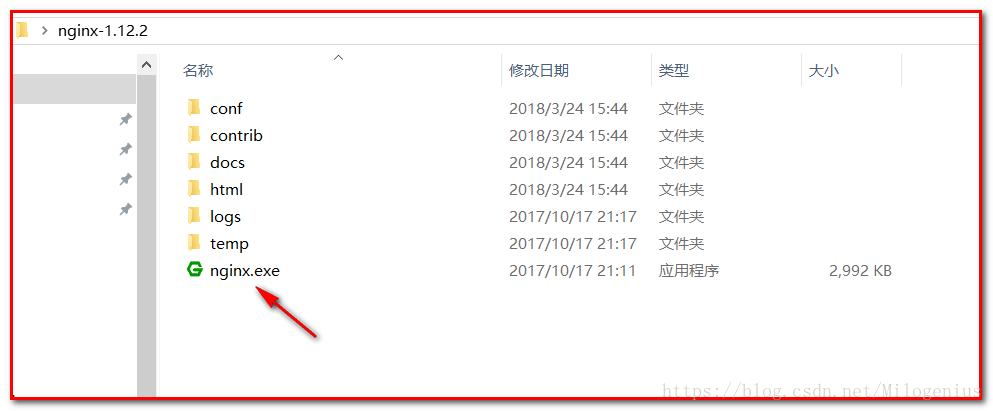 nginx-1.12.2
名称 修改日期 类型 大小
conf 2018/3/24 15:44 文件夹
contrib 2018/3/24 15:44 文件夹
docs 2018/3/24 15:44 文件夹
html 2018/3/24 15:44 文件夹
logs 2017/10/17 21:17 文件夹
temp 2017/10/17 21:17 文件夹
nginx.exe 2017/10/17 21:11 应用程序 2,992 KB
https://blog.csdn.net/Milogenius